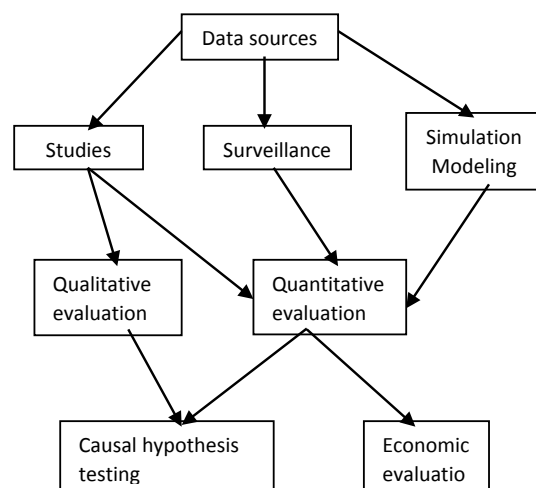 Data sources
Studies
Surveillance
Simulation
Modeling
Qualitative
evaluation
Quantitative
evaluation
Causal hypothesis
testing
Economic
evaluatio